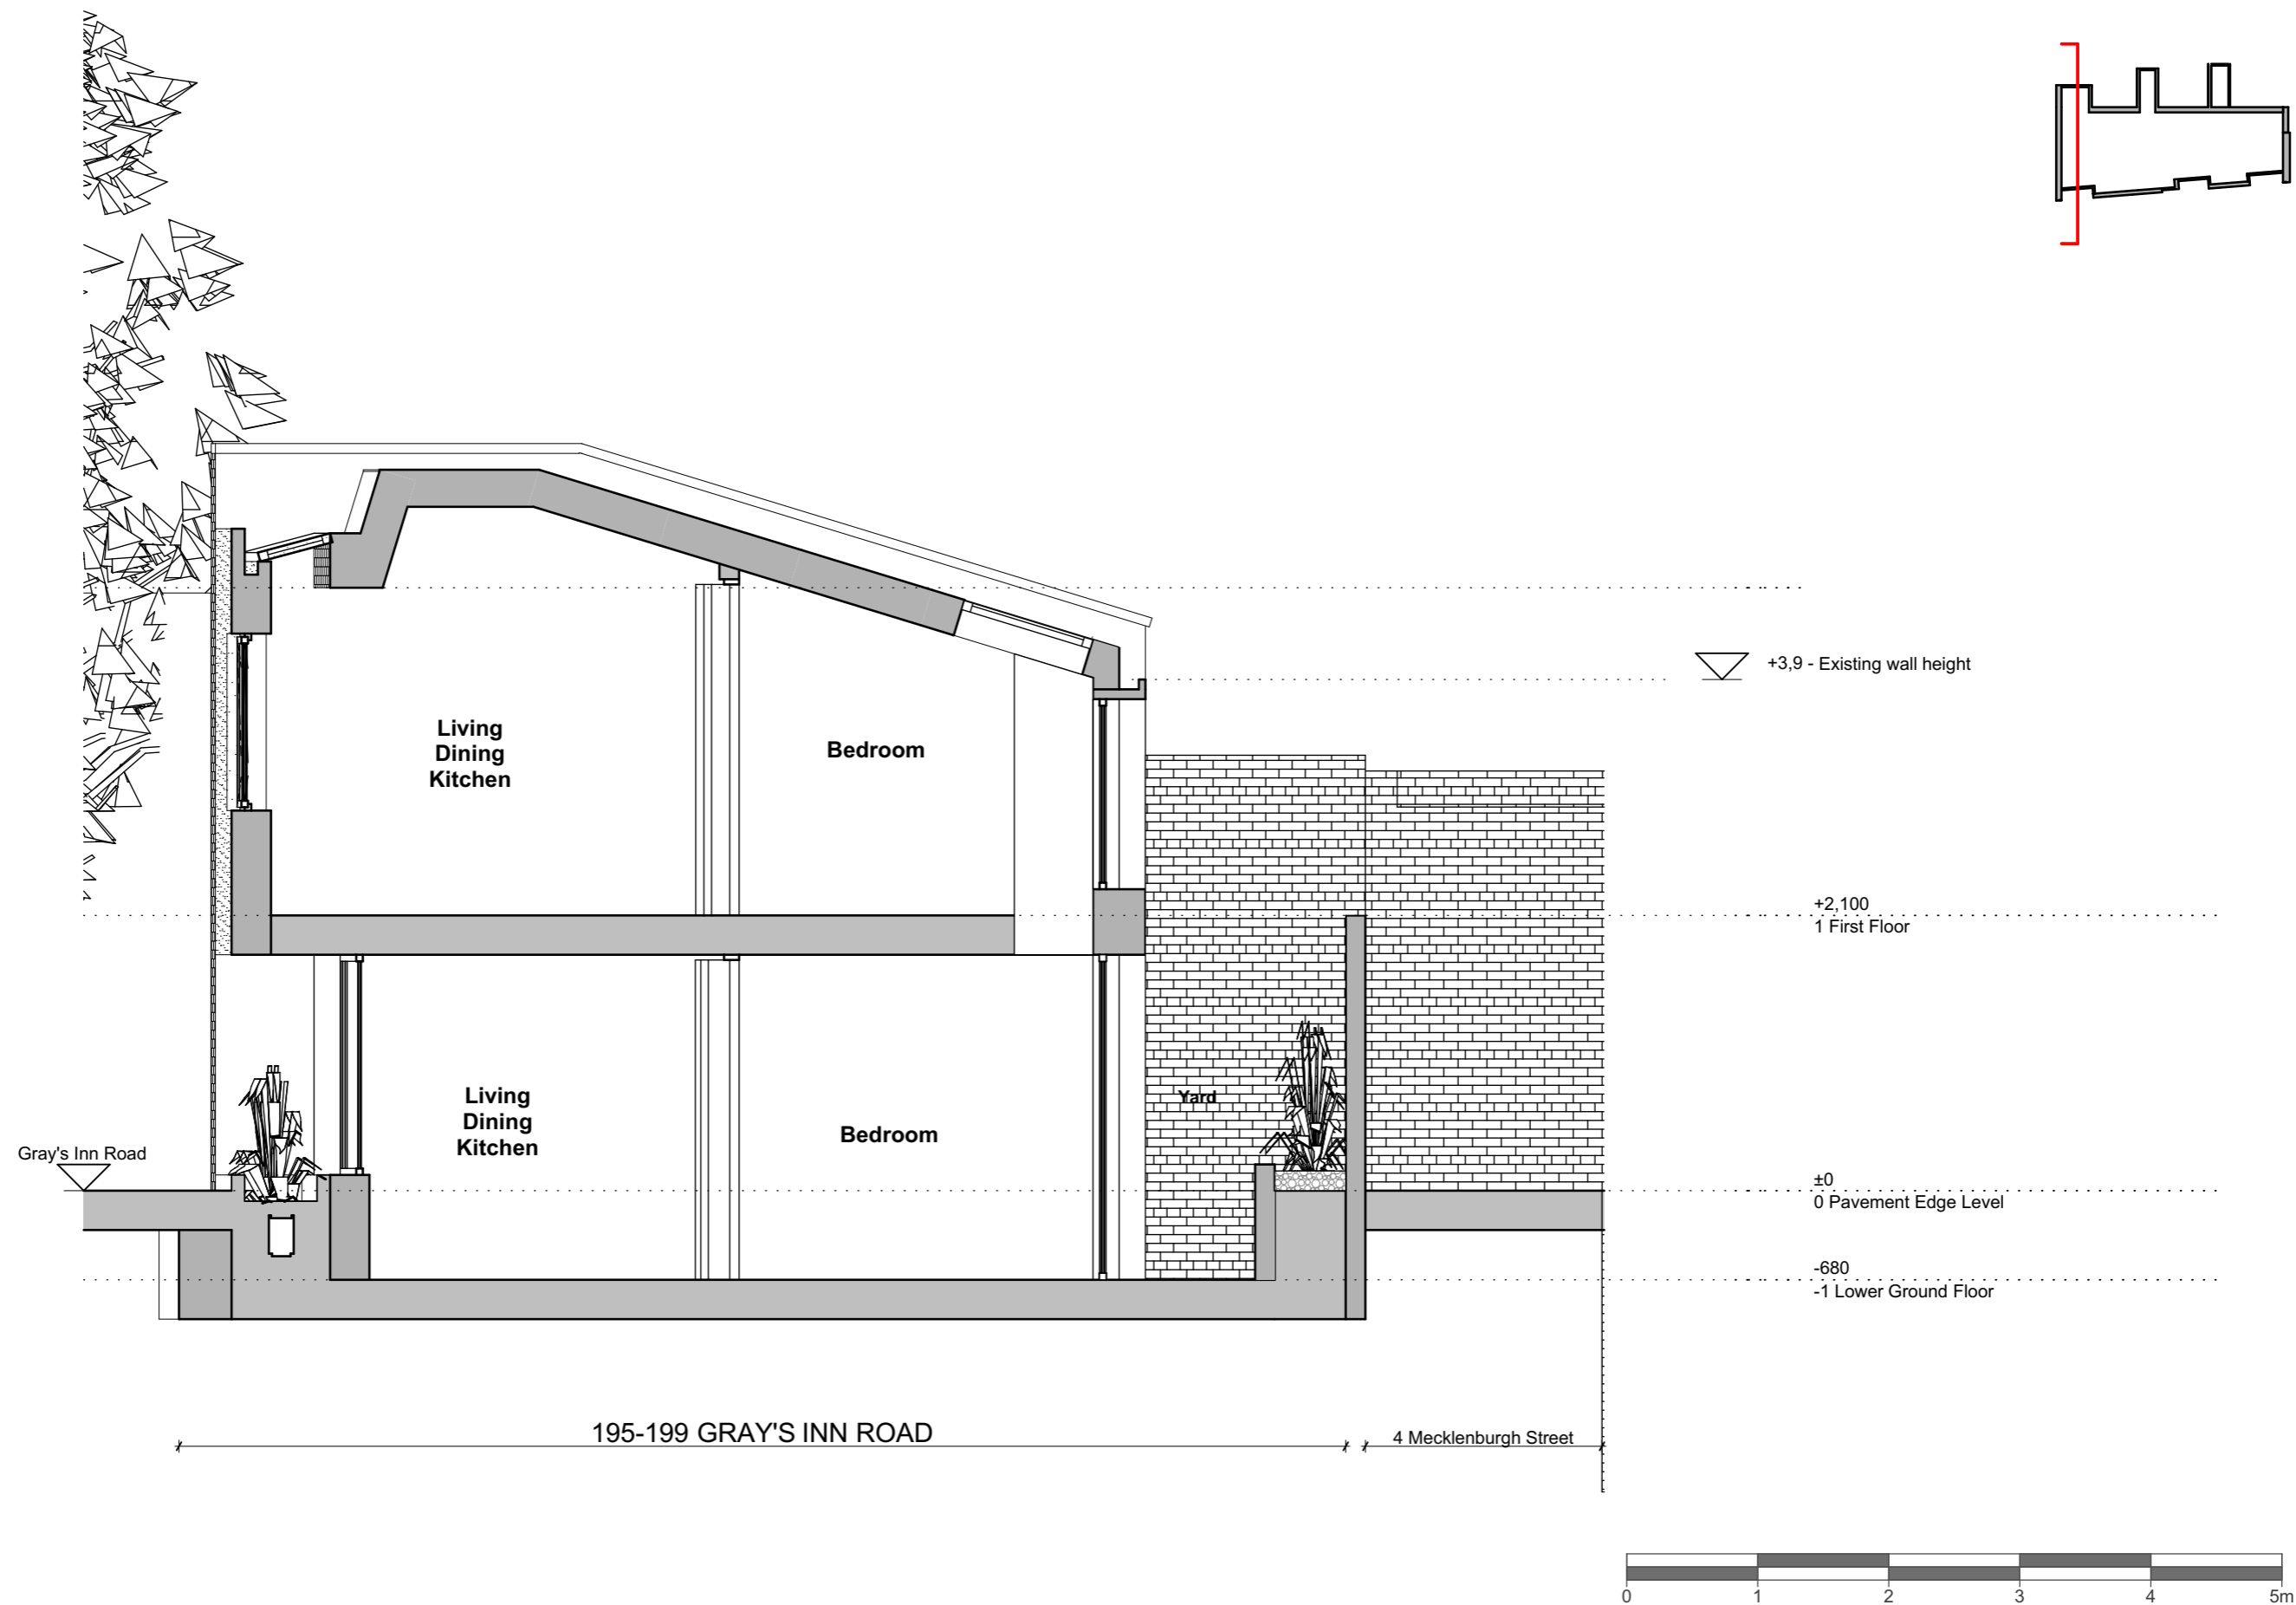 +3,9 - Existing wall height
Living
Dining
Kitchen
Bedroom
+2,100
1 First Floor
Living
Dining
Kitchen
Bedroom
Yard
Gray's Inn Road
±0
0 Pavement Edge Level
-680
-1 Lower Ground Floor
195-199 GRAY'S INN ROAD
4 Mecklenburgh Street
0 1 2 3 4 5m